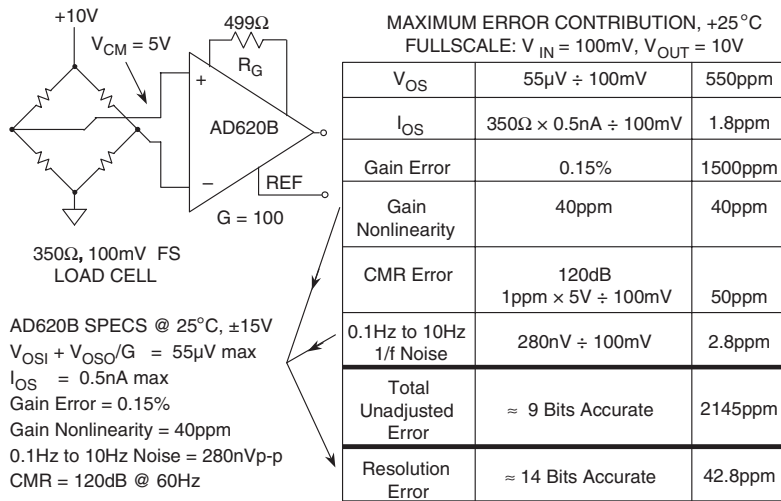 +10V
V_CM = 5V
499Ω
R_G
+
AD620B
−
REF
G = 100
350Ω, 100mV FS
LOAD CELL
AD620B SPECS @ 25°C, ±15V
V_OSI + V_OSO/G = 55µV max
I_OS = 0.5nA max
Gain Error = 0.15%
Gain Nonlinearity = 40ppm
0.1Hz to 10Hz Noise = 280nVp-p
CMR = 120dB @ 60Hz
MAXIMUM ERROR CONTRIBUTION, +25°C
FULLSCALE: V_IN = 100mV, V_OUT = 10V
V_OS 55µV ÷ 100mV 550ppm
I_OS 350Ω × 0.5nA ÷ 100mV 1.8ppm
Gain Error 0.15% 1500ppm
Gain 40ppm 40ppm
Nonlinearity
CMR Error 120dB
1ppm × 5V ÷ 100mV 50ppm
0.1Hz to 10Hz
1/f Noise 280nV ÷ 100mV 2.8ppm
Total
Unadjusted ≈ 9 Bits Accurate 2145ppm
Error
Resolution ≈ 14 Bits Accurate 42.8ppm
Error